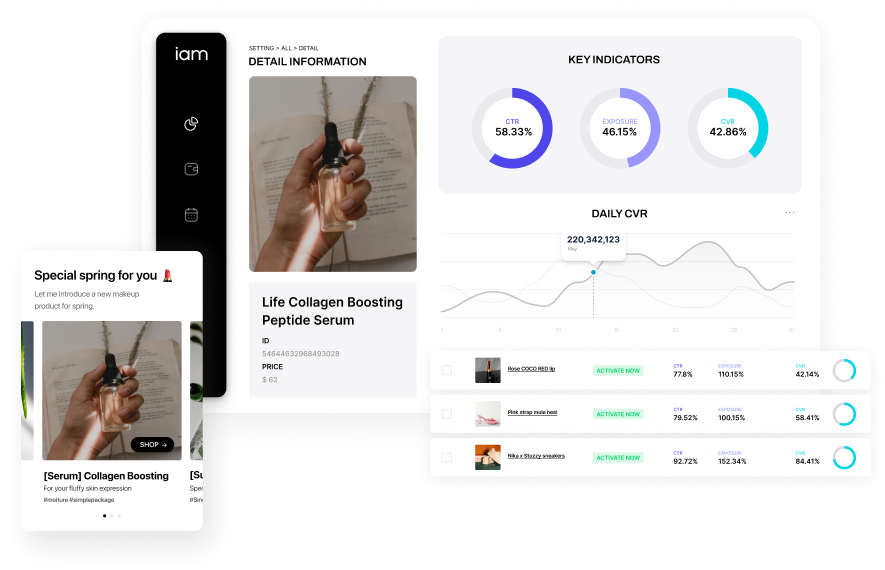 iam
SETTING > ALL > DETAIL
DETAIL INFORMATION
Life Collagen Boosting
Peptide Serum
ID
54644632968493028
PRICE
$ 62
KEY INDICATORS
CTR
58.33%
EXPOSURE
46.15%
CVR
42.86%
DAILY CVR
220,342,123
May
1 5 10 15 20 25 30
Rose COCO RED lip
ACTIVATE NOW
CTR
77.8%
EXPOSURE
110.15%
CVR
42.14%
Pink strap mule heel
ACTIVATE NOW
CTR
79.52%
EXPOSURE
100.15%
CVR
58.41%
Nika x Stuzzy sneakers
ACTIVATE NOW
CTR
92.72%
EXPOSURE
152.34%
CVR
84.41%
Special spring for you 💄
Let me introduce a new makeup
product for spring.
SHOP →
[Serum] Collagen Boosting
For your fluffy skin expression
#moiture #simplepackage
[Su
Spec
#Sing